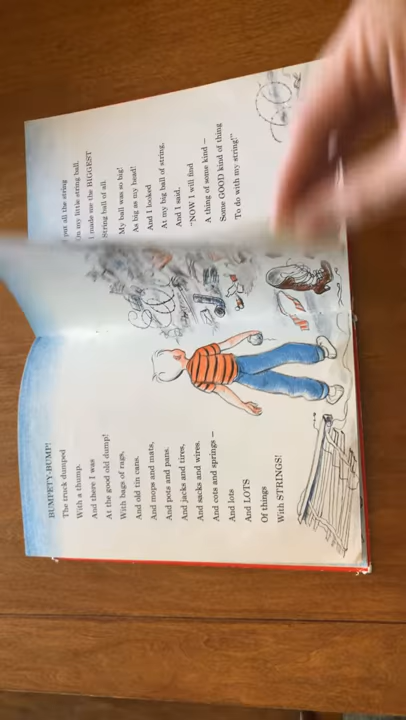 BUMPETY-BUMP!
The truck dumped
With a thump,
And there I was
At the good old dump!
With bags of rags,
And old tin cans.
And mops and mats,
And pots and pans.
And jacks and tires,
And sacks and wires.
And cots and springs —
And lots
And LOTS
Of things
With STRINGS!
put all the string
my little string ball.
I made me the BIGGEST
String ball of all.
My ball was so big!
As big as my head!
And I looked
At my big ball of string,
And I said,
"NOW I will find
A thing of some kind —
Some GOOD kind of thing
To do with my string!"